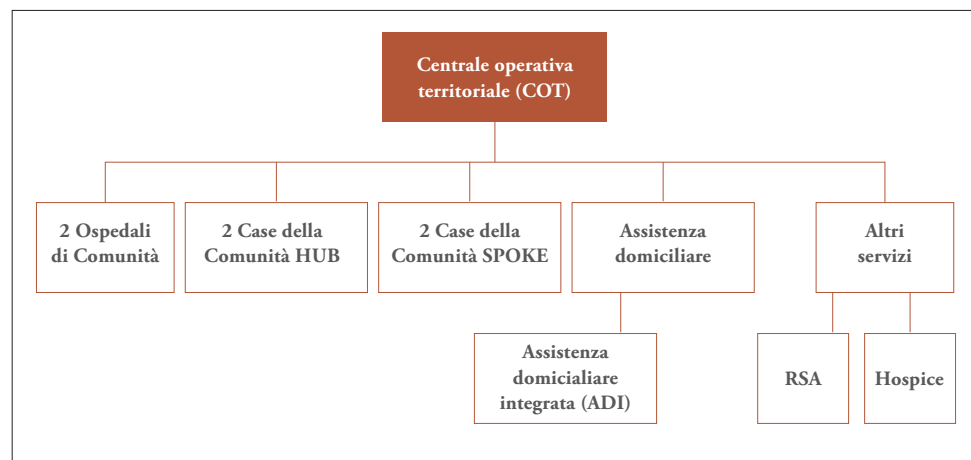 Centrale operativa
territoriale (COT)
2 Ospedali
di Comunità
2 Case della
Comunità HUB
2 Case della
Comunità SPOKE
Assistenza
domiciliare
Altri
servizi
Assistenza
domicialiare
integrata (ADI)
RSA
Hospice